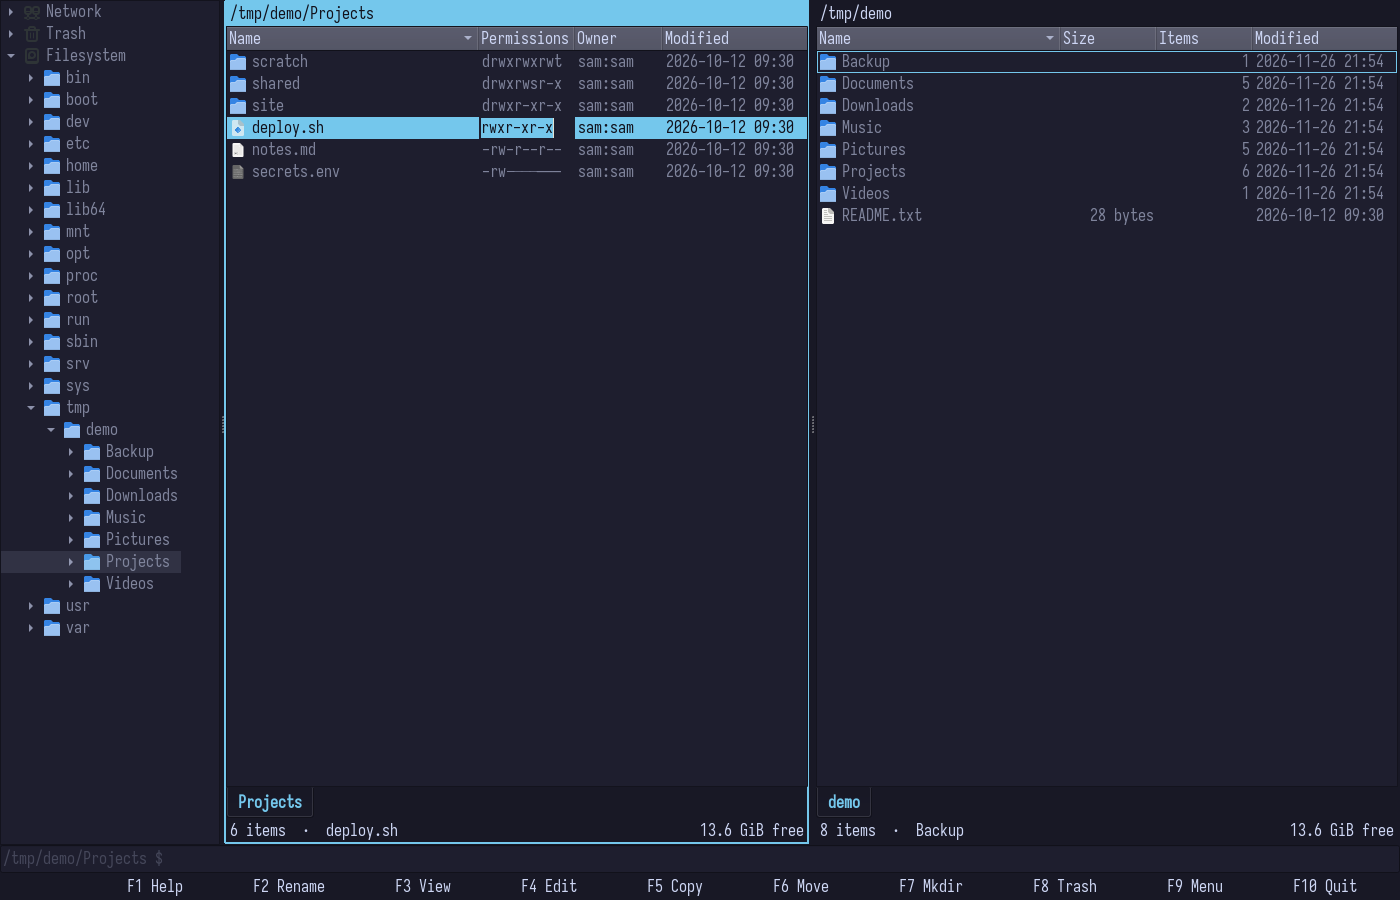 Network
Trash
Filesystem
bin
boot
dev
etc
home
lib
lib64
mnt
opt
proc
root
run
sbin
srv
sys
tmp
demo
Backup
Documents
Downloads
Music
Pictures
Projects
Videos
usr
var
/tmp/demo/Projects
Name Permissions Owner Modified
scratch drwxrwxrwt sam:sam 2026-10-12 09:30
shared drwxrwsr-x sam:sam 2026-10-12 09:30
site drwxr-xr-x sam:sam 2026-10-12 09:30
deploy.sh rwxr-xr-x sam:sam 2026-10-12 09:30
notes.md -rw-r--r-- sam:sam 2026-10-12 09:30
secrets.env -rw------- sam:sam 2026-10-12 09:30
Projects
6 items · deploy.sh 13.6 GiB free
/tmp/demo
Name Size Items Modified
Backup 1 2026-11-26 21:54
Documents 5 2026-11-26 21:54
Downloads 2 2026-11-26 21:54
Music 3 2026-11-26 21:54
Pictures 5 2026-11-26 21:54
Projects 6 2026-11-26 21:54
Videos 1 2026-11-26 21:54
README.txt 28 bytes 2026-10-12 09:30
demo
8 items · Backup 13.6 GiB free
/tmp/demo/Projects $
F1 Help F2 Rename F3 View F4 Edit F5 Copy F6 Move F7 Mkdir F8 Trash F9 Menu F10 Quit